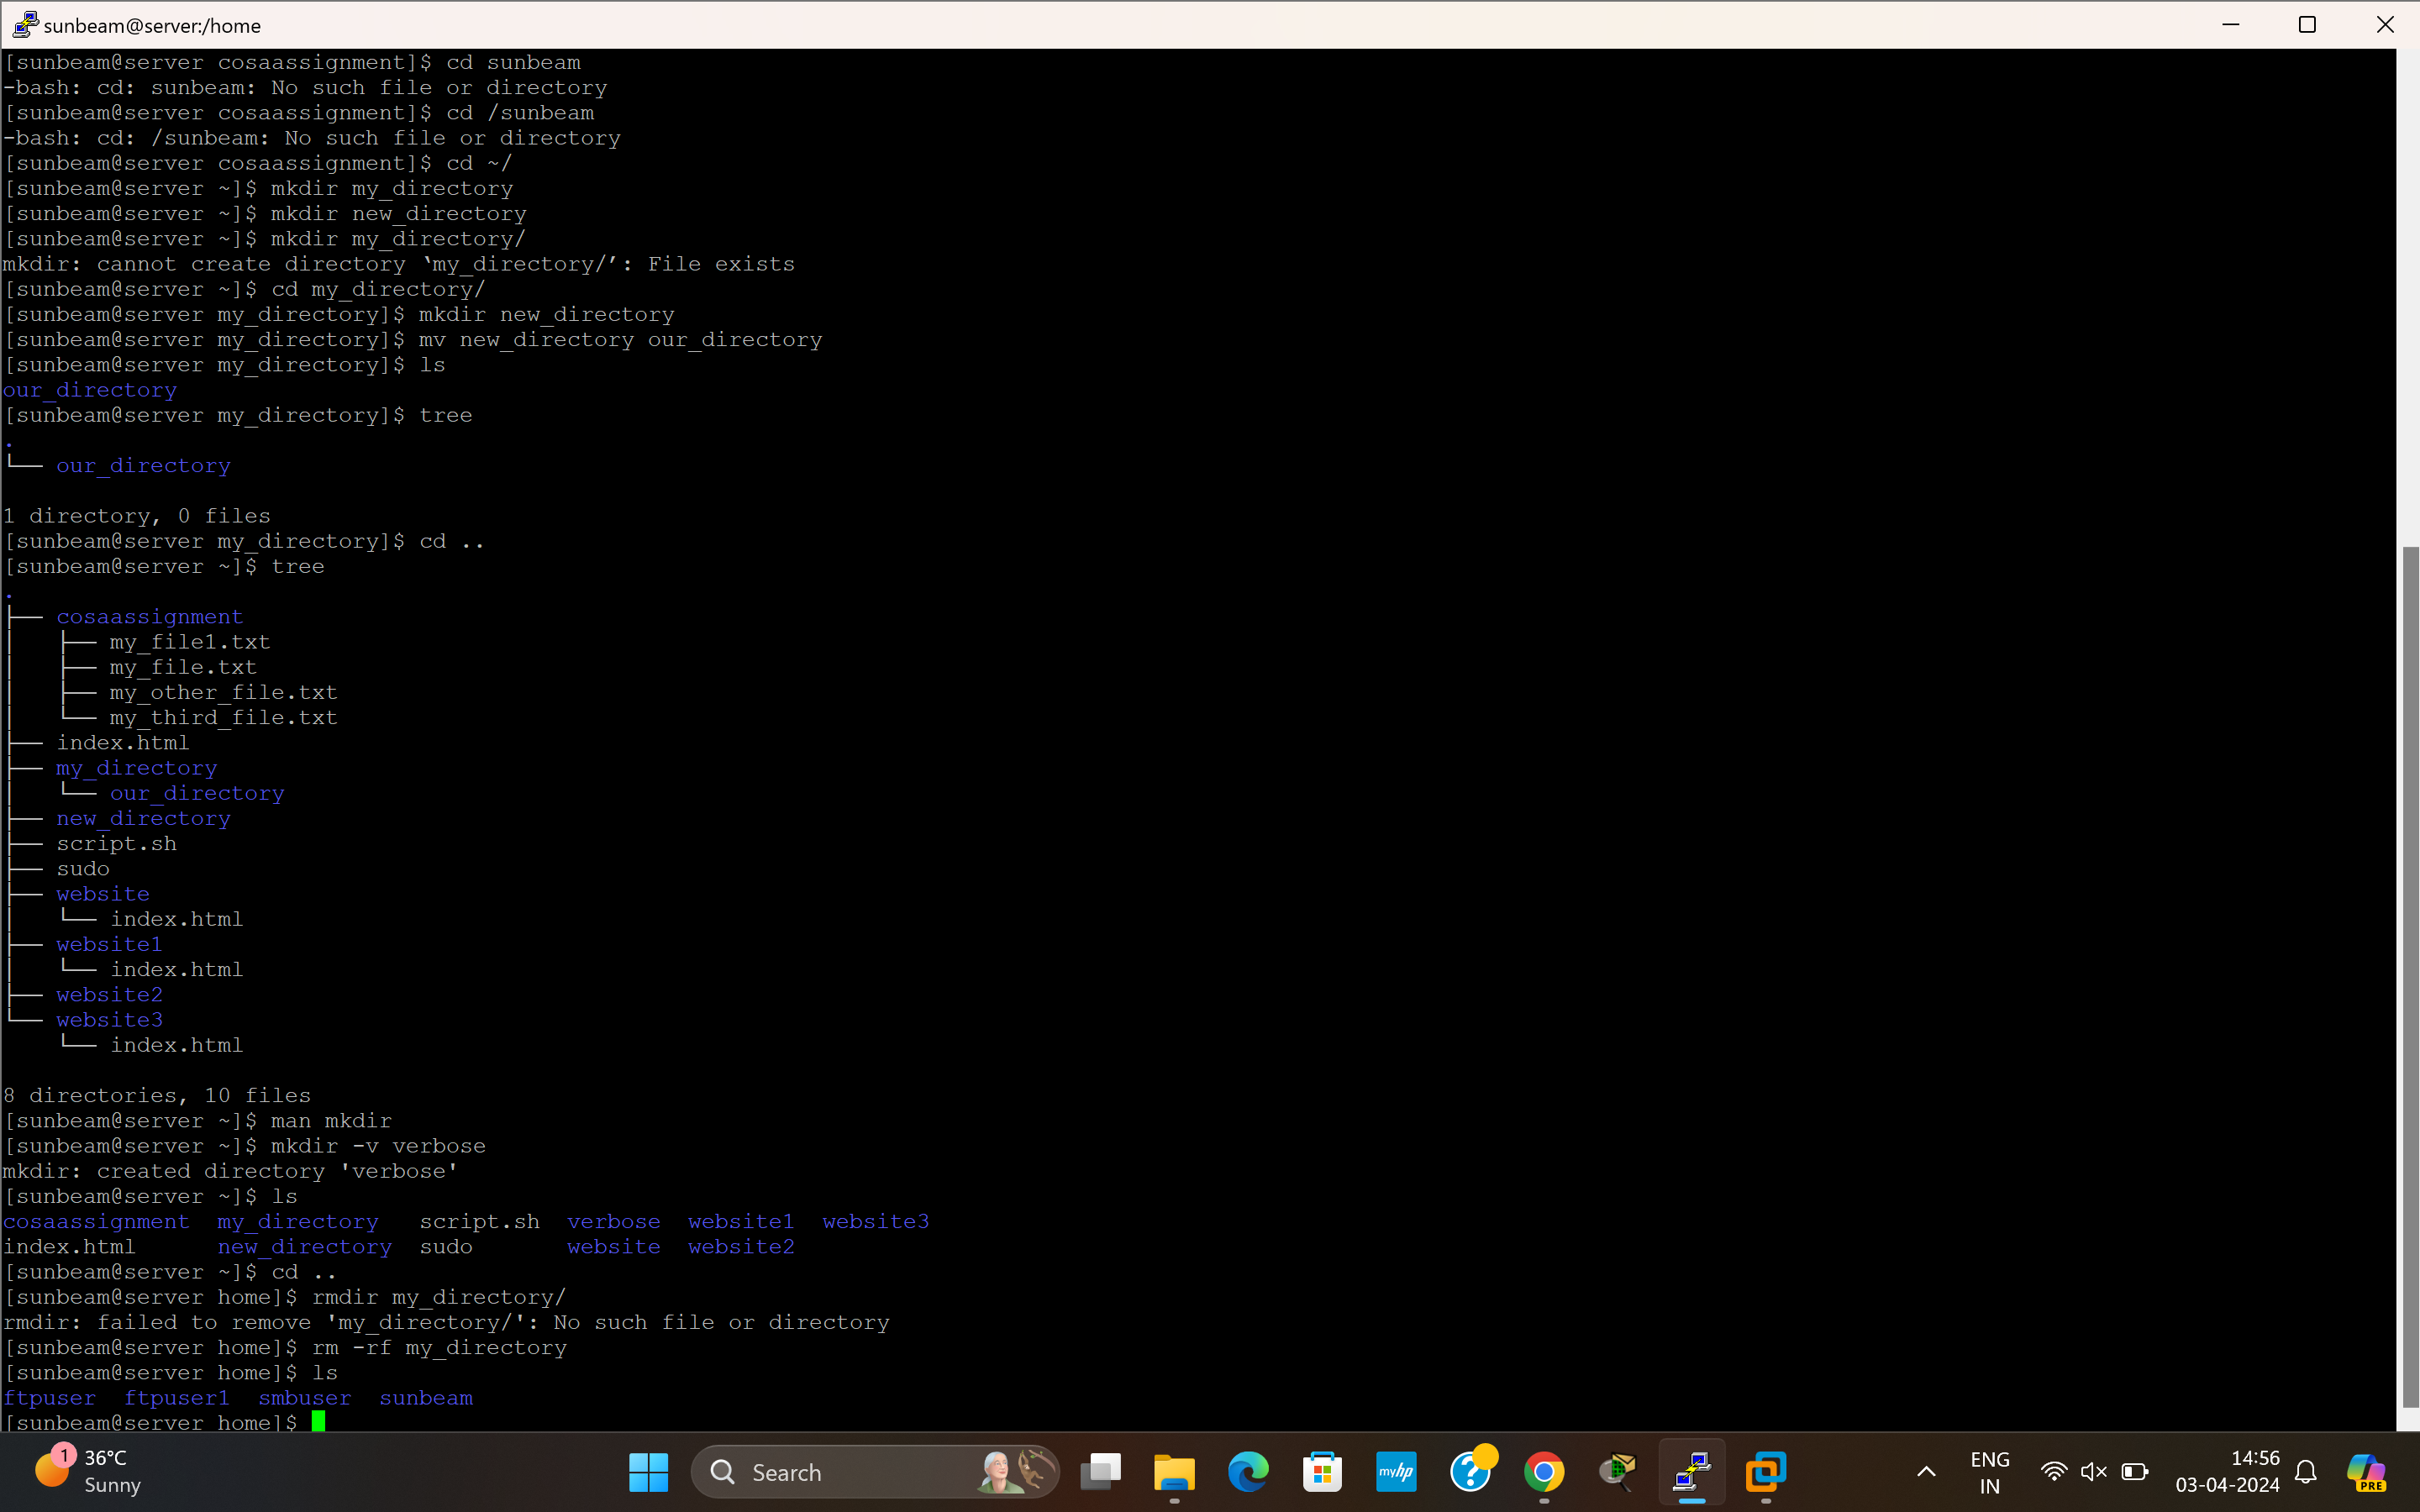 sunbeam@server:/home
[sunbeam@server cosaassignment]$ cd sunbeam
-bash: cd: sunbeam: No such file or directory
[sunbeam@server cosaassignment]$ cd /sunbeam
-bash: cd: /sunbeam: No such file or directory
[sunbeam@server cosaassignment]$ cd ~/
[sunbeam@server ~]$ mkdir my_directory
[sunbeam@server ~]$ mkdir new_directory
[sunbeam@server ~]$ mkdir my_directory/
mkdir: cannot create directory ‘my_directory/’: File exists
[sunbeam@server ~]$ cd my_directory/
[sunbeam@server my_directory]$ mkdir new_directory
[sunbeam@server my_directory]$ mv new_directory our_directory
[sunbeam@server my_directory]$ ls
our_directory
[sunbeam@server my_directory]$ tree
.
└── our_directory
1 directory, 0 files
[sunbeam@server my_directory]$ cd ..
[sunbeam@server ~]$ tree
.
├── cosaassignment
│   ├── my_file1.txt
│   ├── my_file.txt
│   ├── my_other_file.txt
│   └── my_third_file.txt
├── index.html
├── my_directory
│   └── our_directory
├── new_directory
├── script.sh
├── sudo
├── website
│   └── index.html
├── website1
│   └── index.html
├── website2
└── website3
    └── index.html
8 directories, 10 files
[sunbeam@server ~]$ man mkdir
[sunbeam@server ~]$ mkdir -v verbose
mkdir: created directory 'verbose'
[sunbeam@server ~]$ ls
cosaassignment  my_directory   script.sh  verbose  website1  website3
index.html      new_directory  sudo       website  website2
[sunbeam@server ~]$ cd ..
[sunbeam@server home]$ rmdir my_directory/
rmdir: failed to remove 'my_directory/': No such file or directory
[sunbeam@server home]$ rm -rf my_directory
[sunbeam@server home]$ ls
ftpuser  ftpuser1  smbuser  sunbeam
[sunbeam@server home]$
1
36°C
Sunny
Search
myhp
ENG
IN
14:56
03-04-2024
PRE